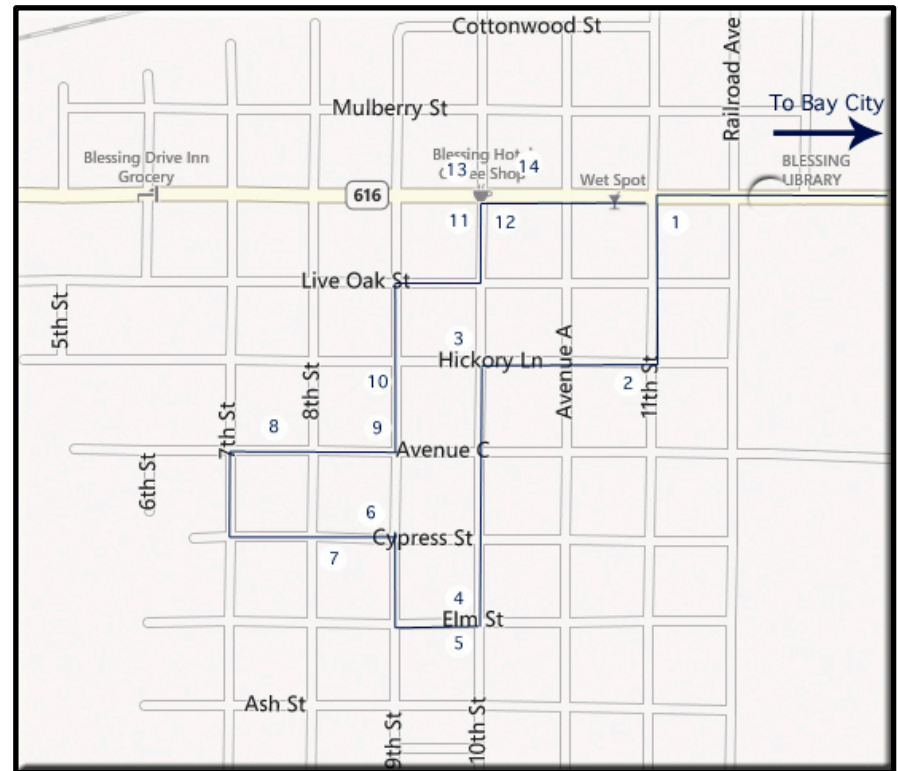 Cottonwood St
Railroad Ave
Mulberry St
To Bay City
Blessing Drive Inn
Grocery
13
14
Blessing
Shop
Wet Spot
BLESSING
LIBRARY
616
11
12
1
Live Oak St
5th St
3
Hickory Ln
Avenue A
11th St
2
10
8th St
7th St
8
9
Avenue C
6th St
6
Cypress St
7
4
Elm St
5
Ash St
9th St
10th St